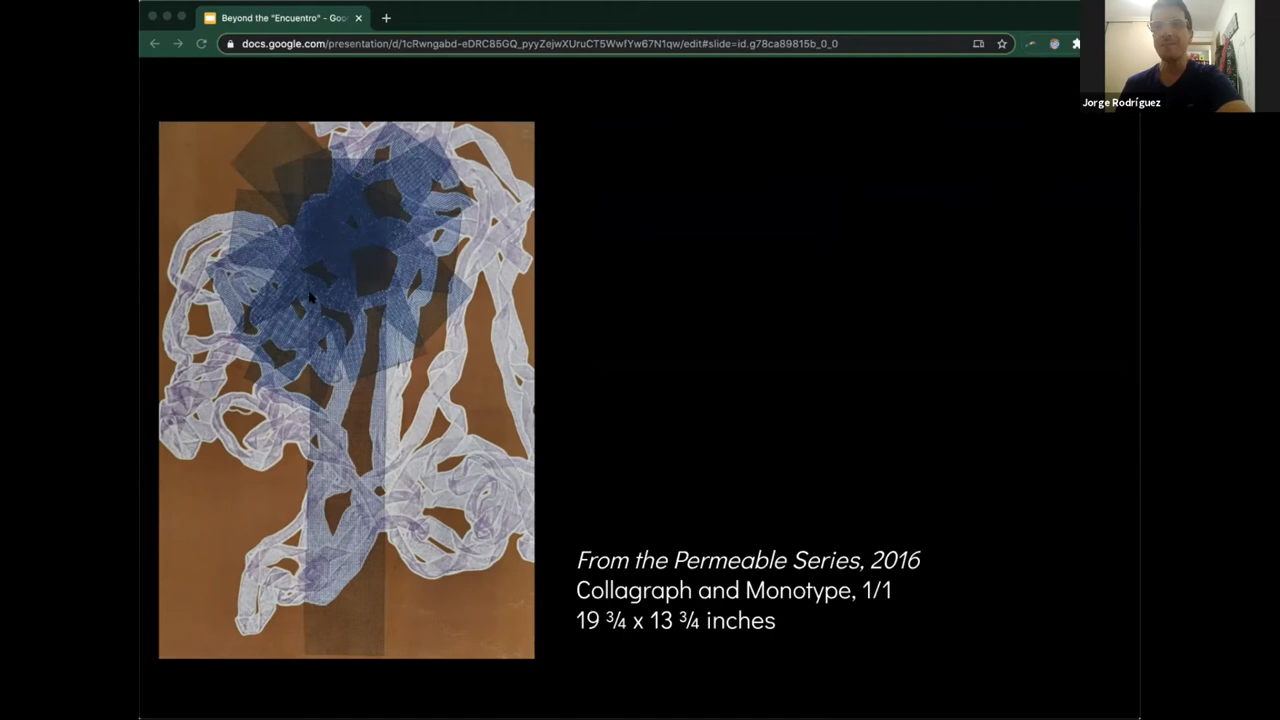 Beyond the "Encuentro" - Goo
docs.google.com/presentation/d/1cRwngabd-eDRC85GQ_pyyZejwXUruCT5WwfYw67N1qw/edit#slide=id.g78ca89815b_0_0
Jorge Rodríguez
From the Permeable Series, 2016
Collagraph and Monotype, 1/1
19 ¾ x 13 ¾ inches